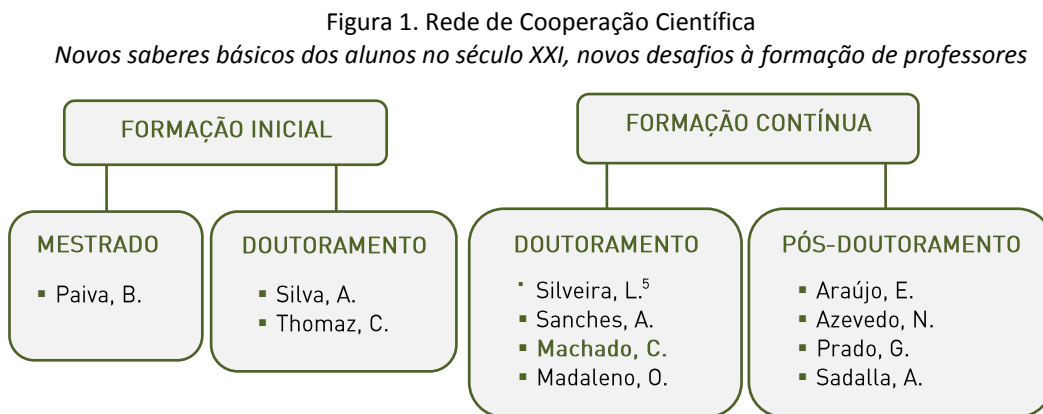 Figura 1. Rede de Cooperação Científica
Novos saberes básicos dos alunos no século XXI, novos desafios à formação de professores
FORMAÇÃO INICIAL
MESTRADO
▪ Paiva, B.
DOUTORAMENTO
▪ Silva, A.
▪ Thomaz, C.
FORMAÇÃO CONTÍNUA
DOUTORAMENTO
▪ Silveira, L.⁵
▪ Sanches, A.
▪ Machado, C.
▪ Madaleno, O.
PÓS-DOUTORAMENTO
▪ Araújo, E.
▪ Azevedo, N.
▪ Prado, G.
▪ Sadalla, A.